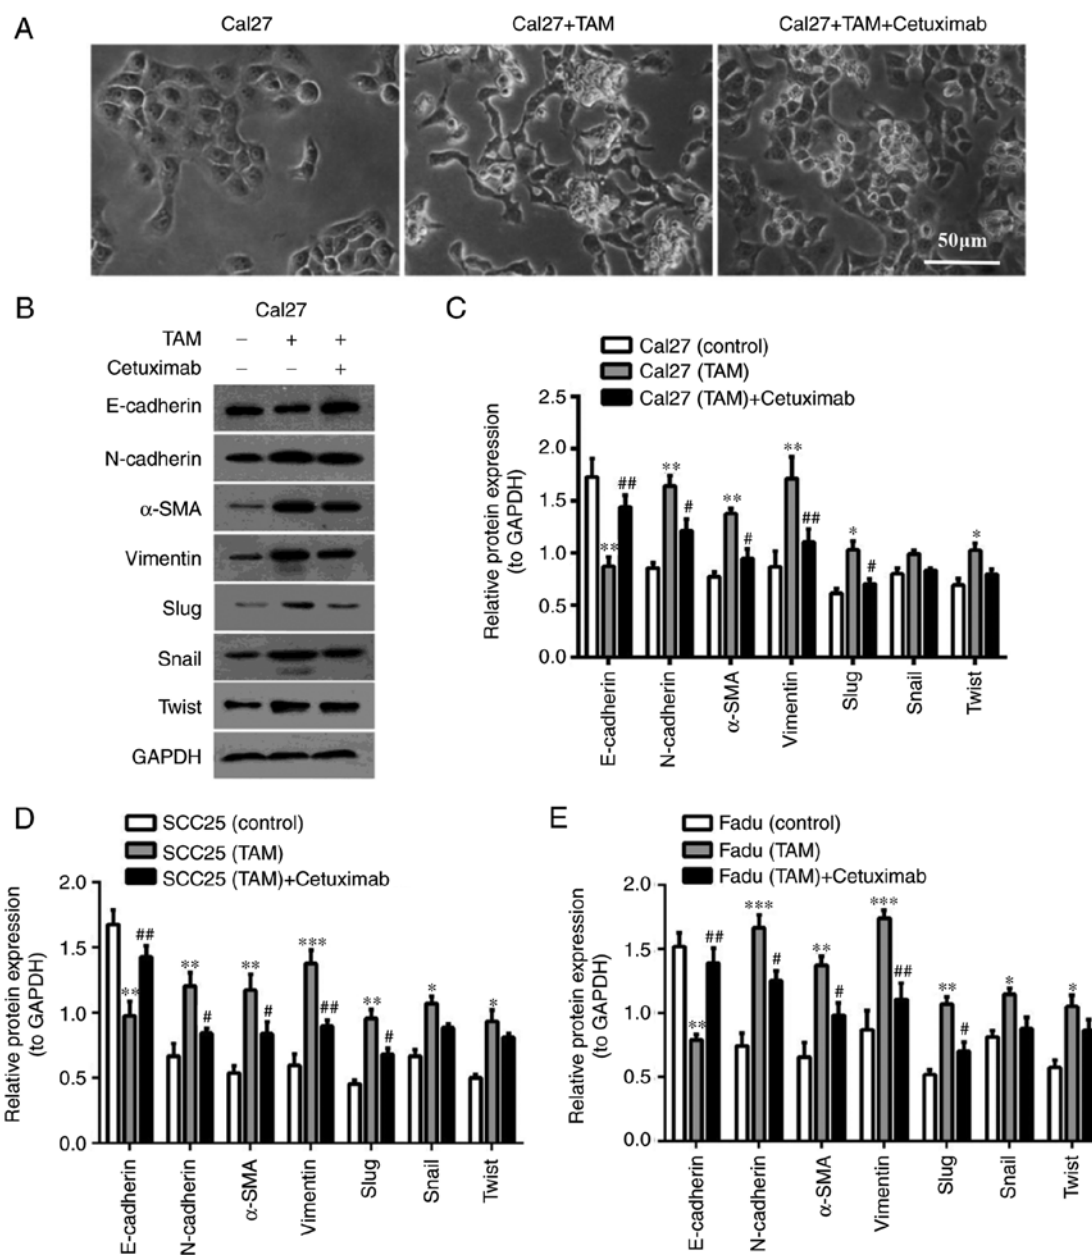 A
Cal27
Cal27+TAM
Cal27+TAM+Cetuximab
50μm
B
Cal27
TAM − + +
Cetuximab − − +
E-cadherin
N-cadherin
α-SMA
Vimentin
Slug
Snail
Twist
GAPDH
C
Cal27 (control)
Cal27 (TAM)
Cal27 (TAM)+Cetuximab
Relative protein expression
(to GAPDH)
2.5
2.0
1.5
1.0
0.5
0.0
** ## ** # ** # ** ## * # *
E-cadherin
N-cadherin
α-SMA
Vimentin
Slug
Snail
Twist
D
SCC25 (control)
SCC25 (TAM)
SCC25 (TAM)+Cetuximab
Relative protein expression
(to GAPDH)
2.0
1.5
1.0
0.5
0.0
** ## ** # ** # *** ## ** # * *
E-cadherin
N-cadherin
α-SMA
Vimentin
Slug
Snail
Twist
E
Fadu (control)
Fadu (TAM)
Fadu (TAM)+Cetuximab
Relative protein expression
(to GAPDH)
2.0
1.5
1.0
0.5
0.0
** ## *** # ** # *** ## ** # * *
E-cadherin
N-cadherin
α-SMA
Vimentin
Slug
Snail
Twist